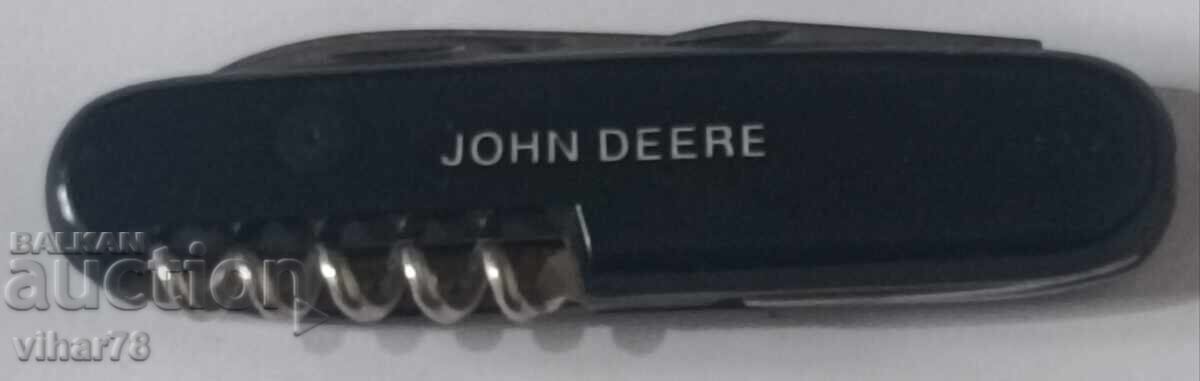 JOHN DEERE
BALKAN
auction
vihar78